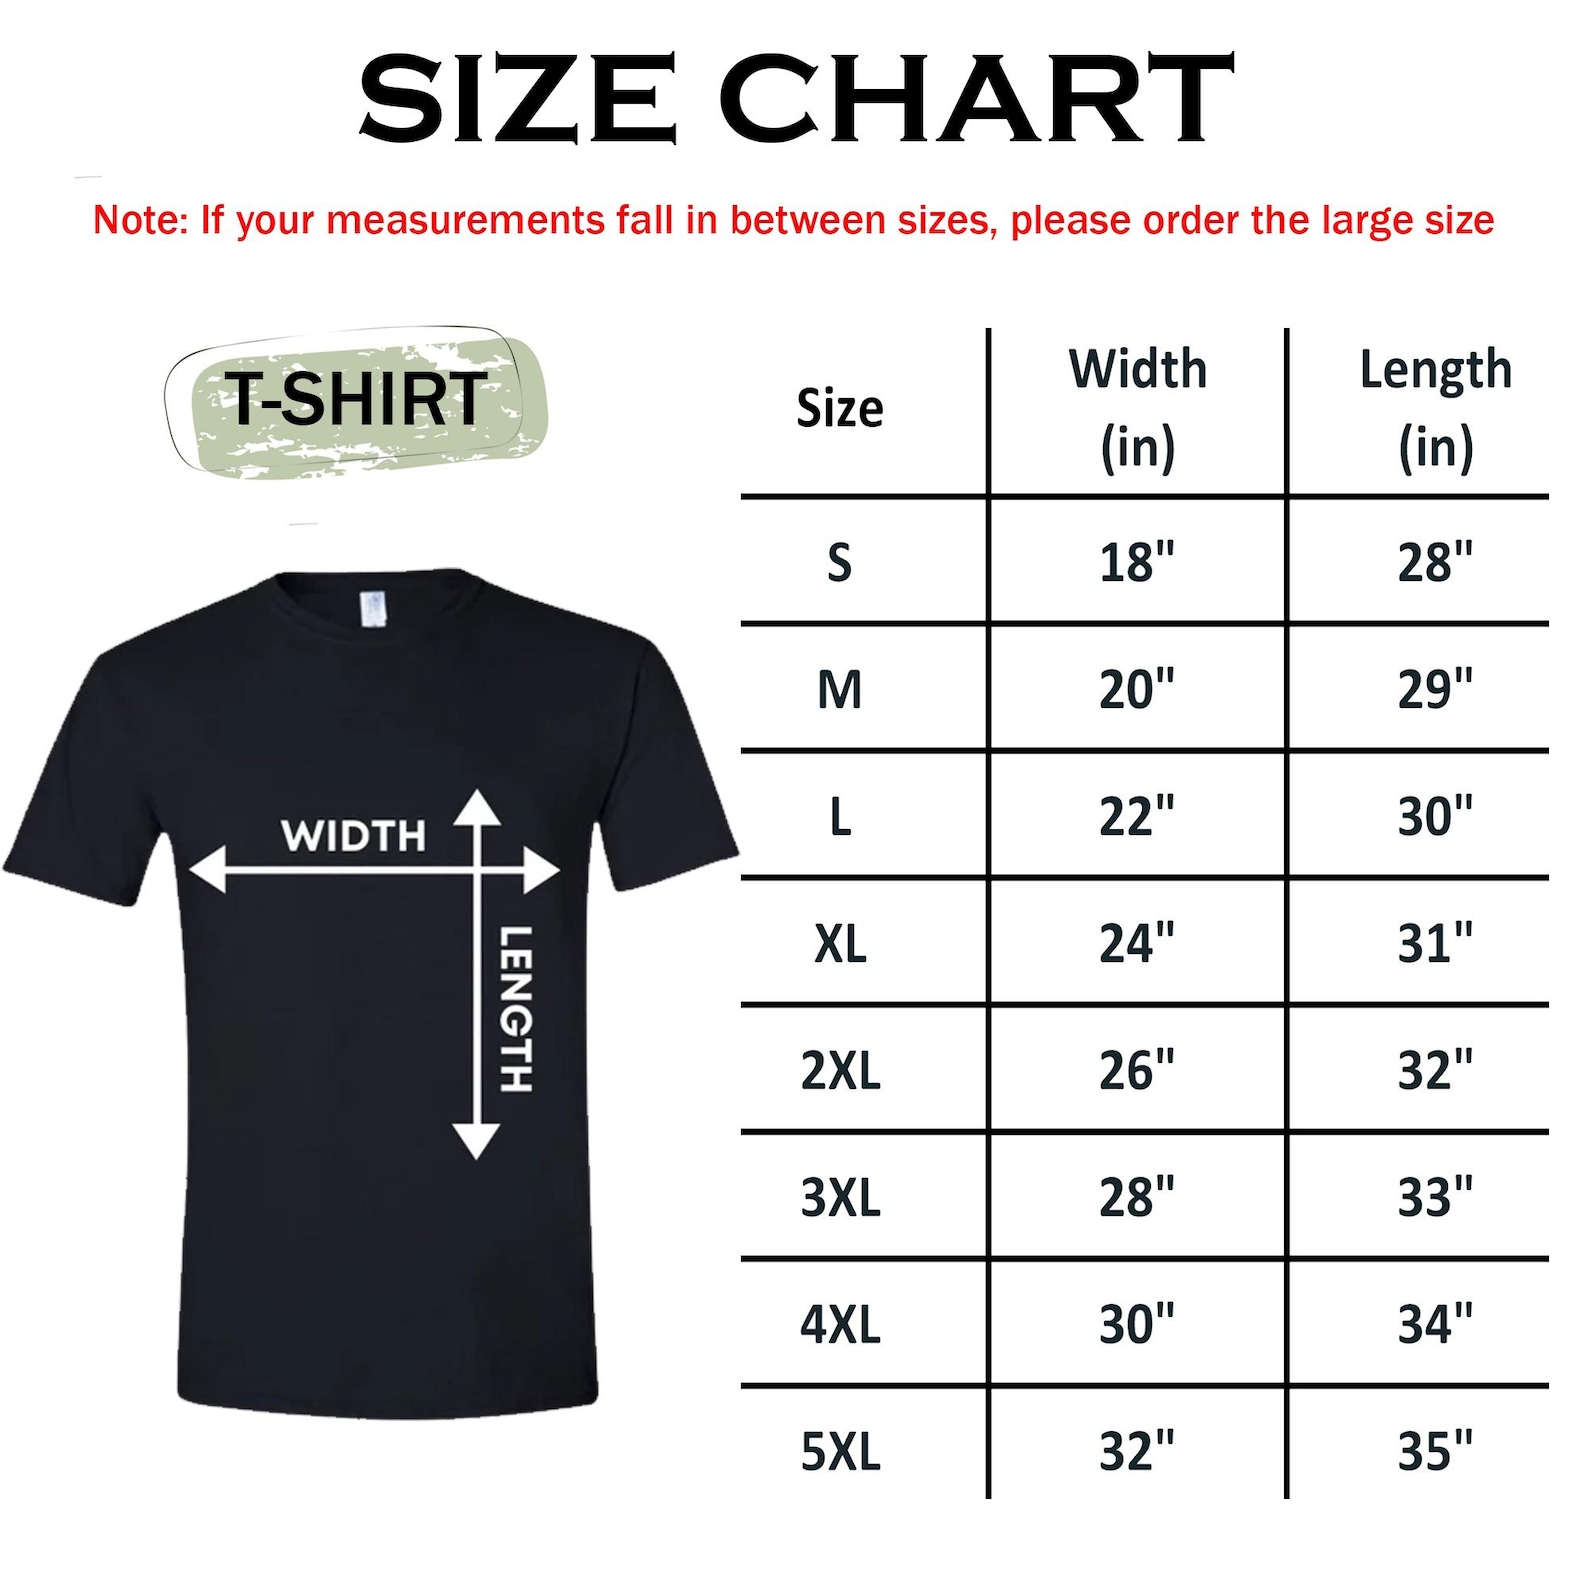 SIZE CHART
Note: If your measurements fall in between sizes, please order the large size
T-SHIRT
WIDTH
LENGTH
Size Width (in) Length (in)
S 18" 28"
M 20" 29"
L 22" 30"
XL 24" 31"
2XL 26" 32"
3XL 28" 33"
4XL 30" 34"
5XL 32" 35"